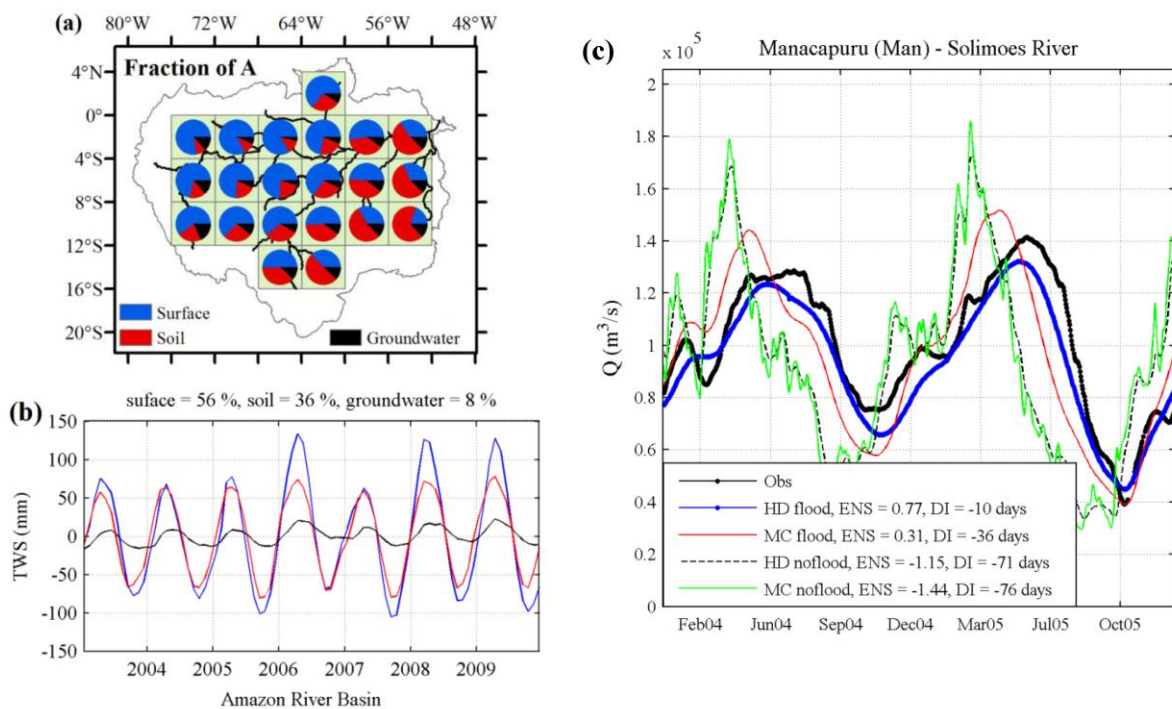 (a)
80°W 72°W 64°W 56°W 48°W
Fraction of A
4°N
0°
4°S
8°S
12°S
16°S
20°S
Surface
Soil
Groundwater
(b)
suface = 56 %, soil = 36 %, groundwater = 8 %
150
100
50
0
-50
-100
-150
TWS (mm)
2004 2005 2006 2007 2008 2009
Amazon River Basin
(c)
Manacapuru (Man) - Solimoes River
x 10⁵
2
1.8
1.6
1.4
1.2
1
0.8
0.6
0.4
0.2
0
Q (m³/s)
Obs
HD flood, ENS = 0.77, DI = -10 days
MC flood, ENS = 0.31, DI = -36 days
HD noflood, ENS = -1.15, DI = -71 days
MC noflood, ENS = -1.44, DI = -76 days
Feb04 Jun04 Sep04 Dec04 Mar05 Jul05 Oct05